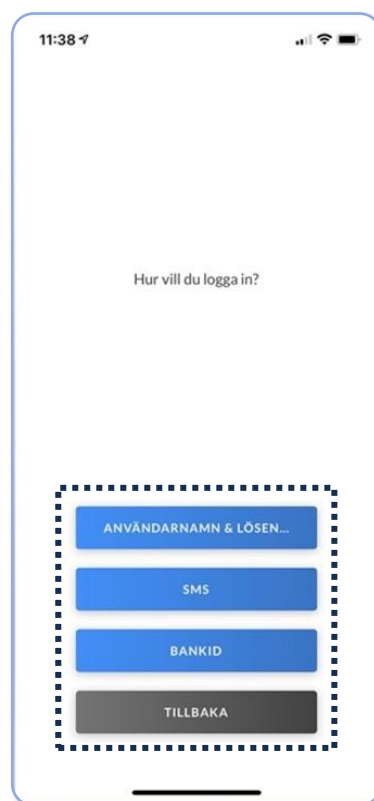 11:38
Hur vill du logga in?
ANVÄNDARNAMN & LÖSEN...
SMS
BANKID
TILLBAKA